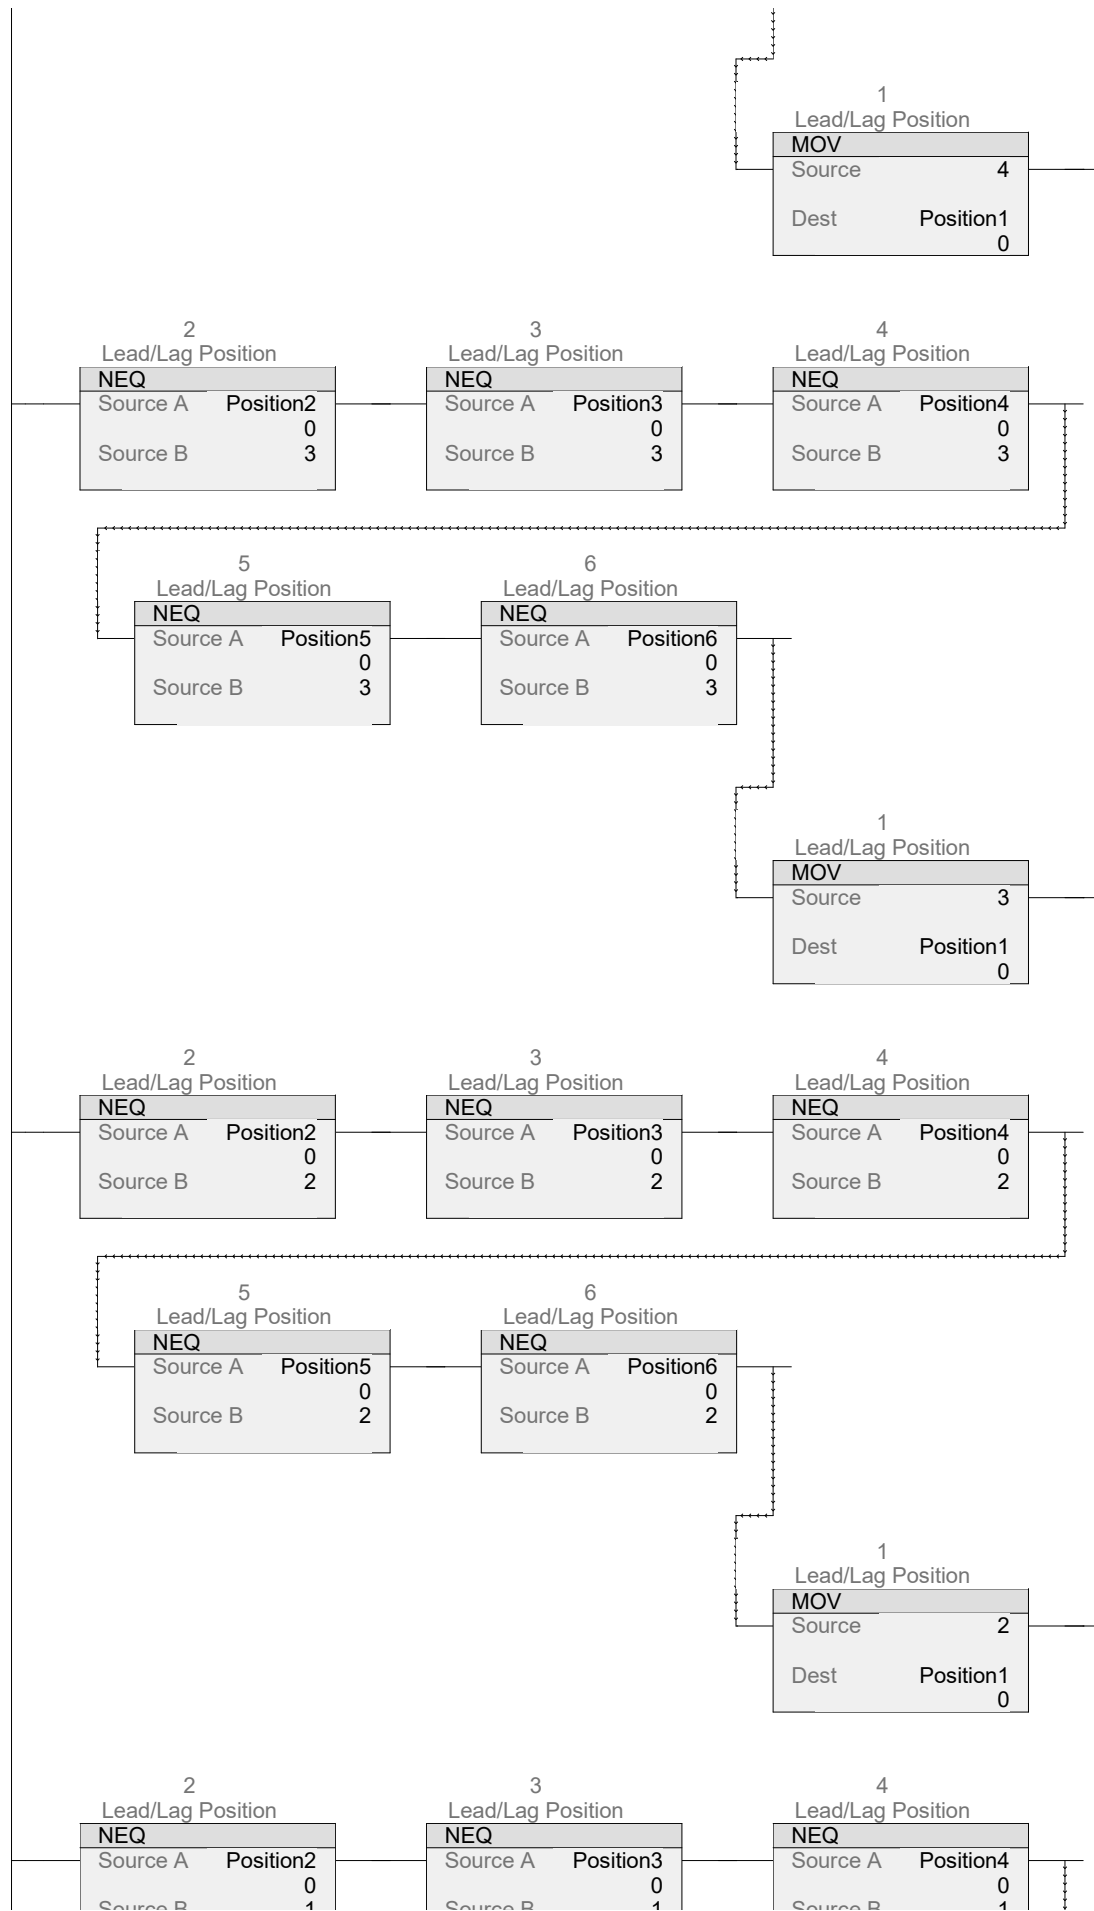 1
Lead/Lag Position
MOV
Source 4
Dest Position1
0
2 3 4
Lead/Lag Position Lead/Lag Position Lead/Lag Position
NEQ NEQ NEQ
Source A Position2 Source A Position3 Source A Position4
0 0 0
Source B 3 Source B 3 Source B 3
5 6
Lead/Lag Position Lead/Lag Position
NEQ NEQ
Source A Position5 Source A Position6
0 0
Source B 3 Source B 3
1
Lead/Lag Position
MOV
Source 3
Dest Position1
0
2 3 4
Lead/Lag Position Lead/Lag Position Lead/Lag Position
NEQ NEQ NEQ
Source A Position2 Source A Position3 Source A Position4
0 0 0
Source B 2 Source B 2 Source B 2
5 6
Lead/Lag Position Lead/Lag Position
NEQ NEQ
Source A Position5 Source A Position6
0 0
Source B 2 Source B 2
1
Lead/Lag Position
MOV
Source 2
Dest Position1
0
2 3 4
Lead/Lag Position Lead/Lag Position Lead/Lag Position
NEQ NEQ NEQ
Source A Position2 Source A Position3 Source A Position4
0 0 0
Source B 1 Source B 1 Source B 1